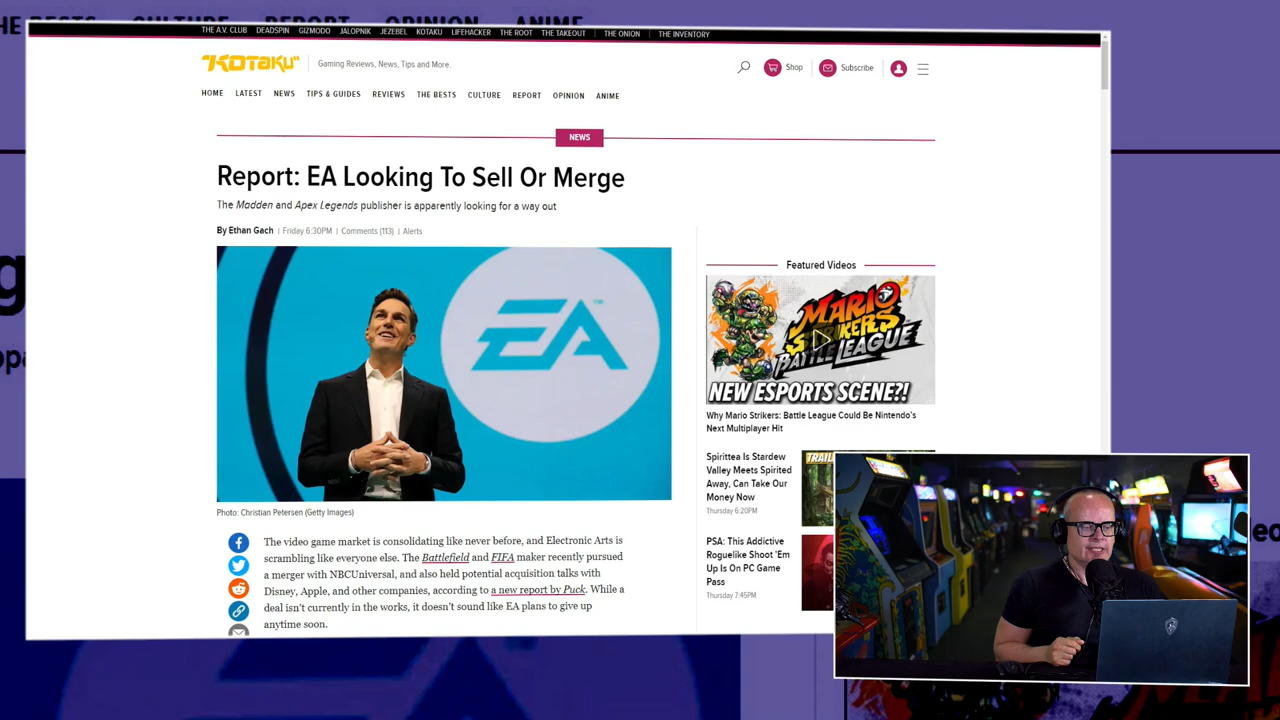 THE A.V. CLUB DEADSPIN GIZMODO JALOPNIK JEZEBEL KOTAKU LIFEHACKER THE ROOT THE TAKEOUT THE ONION THE INVENTORY
"KOTAKU"
Gaming Reviews, News, Tips and More.
Shop
Subscribe
HOME LATEST NEWS TIPS & GUIDES REVIEWS THE BESTS CULTURE REPORT OPINION ANIME
NEWS
Report: EA Looking To Sell Or Merge
The Madden and Apex Legends publisher is apparently looking for a way out
By Ethan Gach | Friday 6:30PM | Comments (113) | Alerts
EA
Photo: Christian Petersen (Getty Images)
The video game market is consolidating like never before, and Electronic Arts is
scrambling like everyone else. The Battlefield and FIFA maker recently pursued
a merger with NBCUniversal, and also held potential acquisition talks with
Disney, Apple, and other companies, according to a new report by Puck. While a
deal isn't currently in the works, it doesn't sound like EA plans to give up
anytime soon.
Featured Videos
MARIO
STRIKERS
BATTLE LEAGUE
NEW ESPORTS SCENE?!
Why Mario Strikers: Battle League Could Be Nintendo's
Next Multiplayer Hit
Spirittea Is Stardew
Valley Meets Spirited
Away, Can Take Our
Money Now
Thursday 6:20PM
PSA: This Addictive
Roguelike Shoot 'Em
Up Is On PC Game
Pass
Thursday 7:45PM